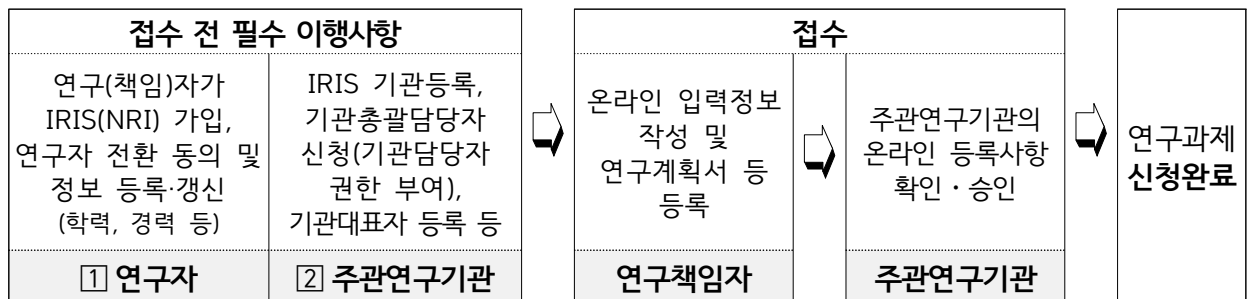 접수 전 필수 이행사항
연구(책임)자가
IRIS(NRI) 가입,
연구자 전환 동의 및
정보 등록·갱신
(학력, 경력 등)
1 연구자
IRIS 기관등록,
기관총괄담당자
신청(기관담당자
권한 부여),
기관대표자 등록 등
2 주관연구기관
접수
온라인 입력정보
작성 및
연구계획서 등
등록
연구책임자
주관연구기관의
온라인 등록사항
확인・승인
주관연구기관
연구과제
신청완료